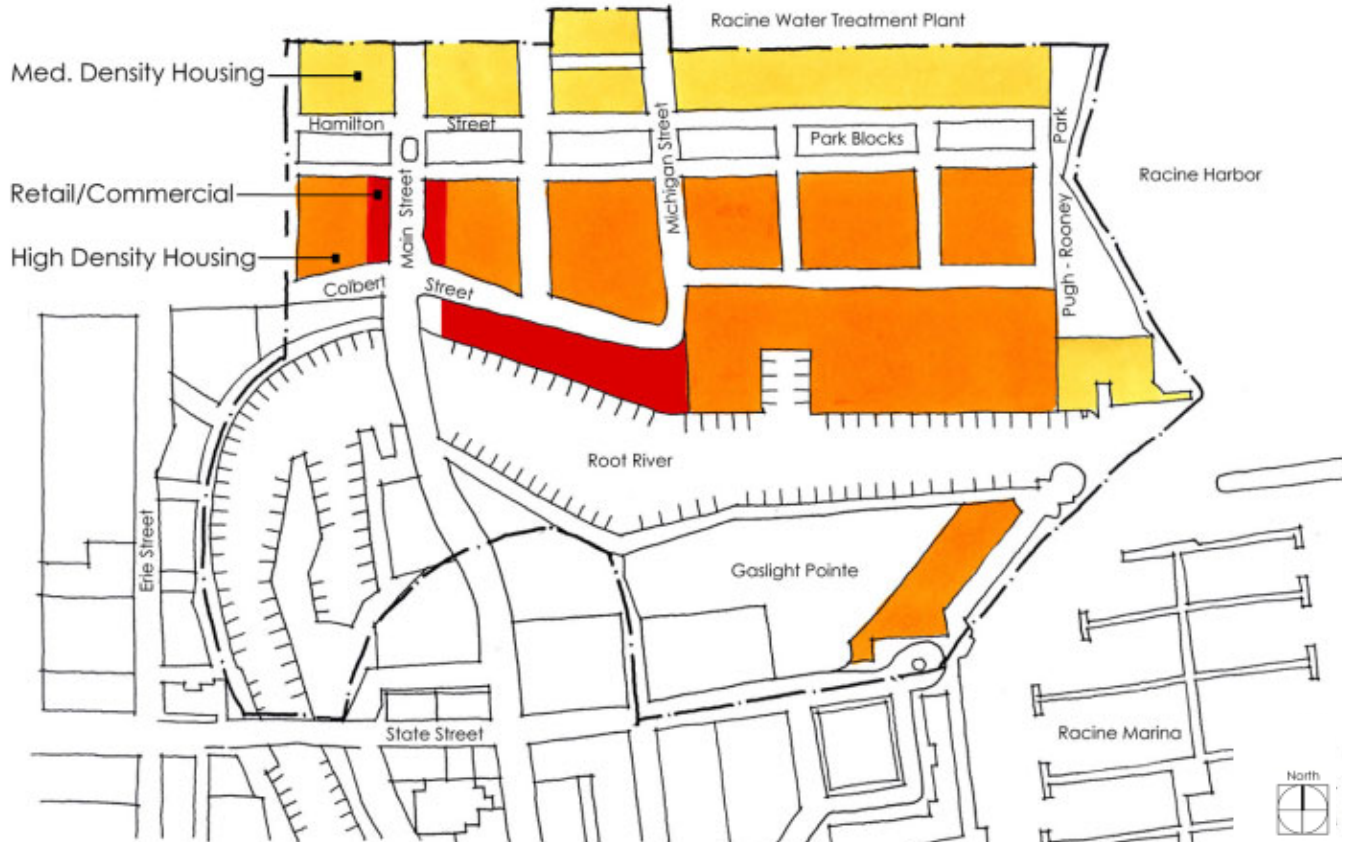 Racine Water Treatment Plant
Med. Density Housing
Hamilton Street
Park Blocks
Michigan Street
Pugh - Rooney Park
Racine Harbor
Retail/Commercial
Main Street
High Density Housing
Colbert Street
Root River
Erie Street
Gaslight Pointe
State Street
Racine Marina
North